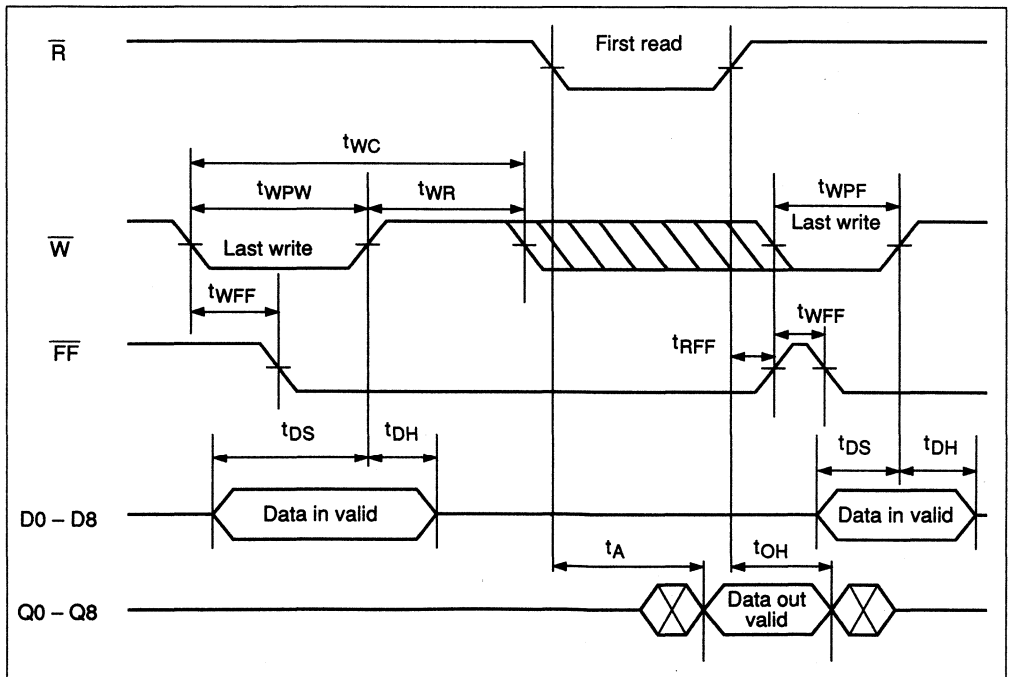 R̅ First read
tWC
tWPW tWR tWPF
W̅ Last write Last write
tWFF tWFF
F̅F̅ tRFF
tDS tDH tDS tDH
D0 – D8 Data in valid Data in valid
tA tOH
Q0 – Q8 Data out
valid